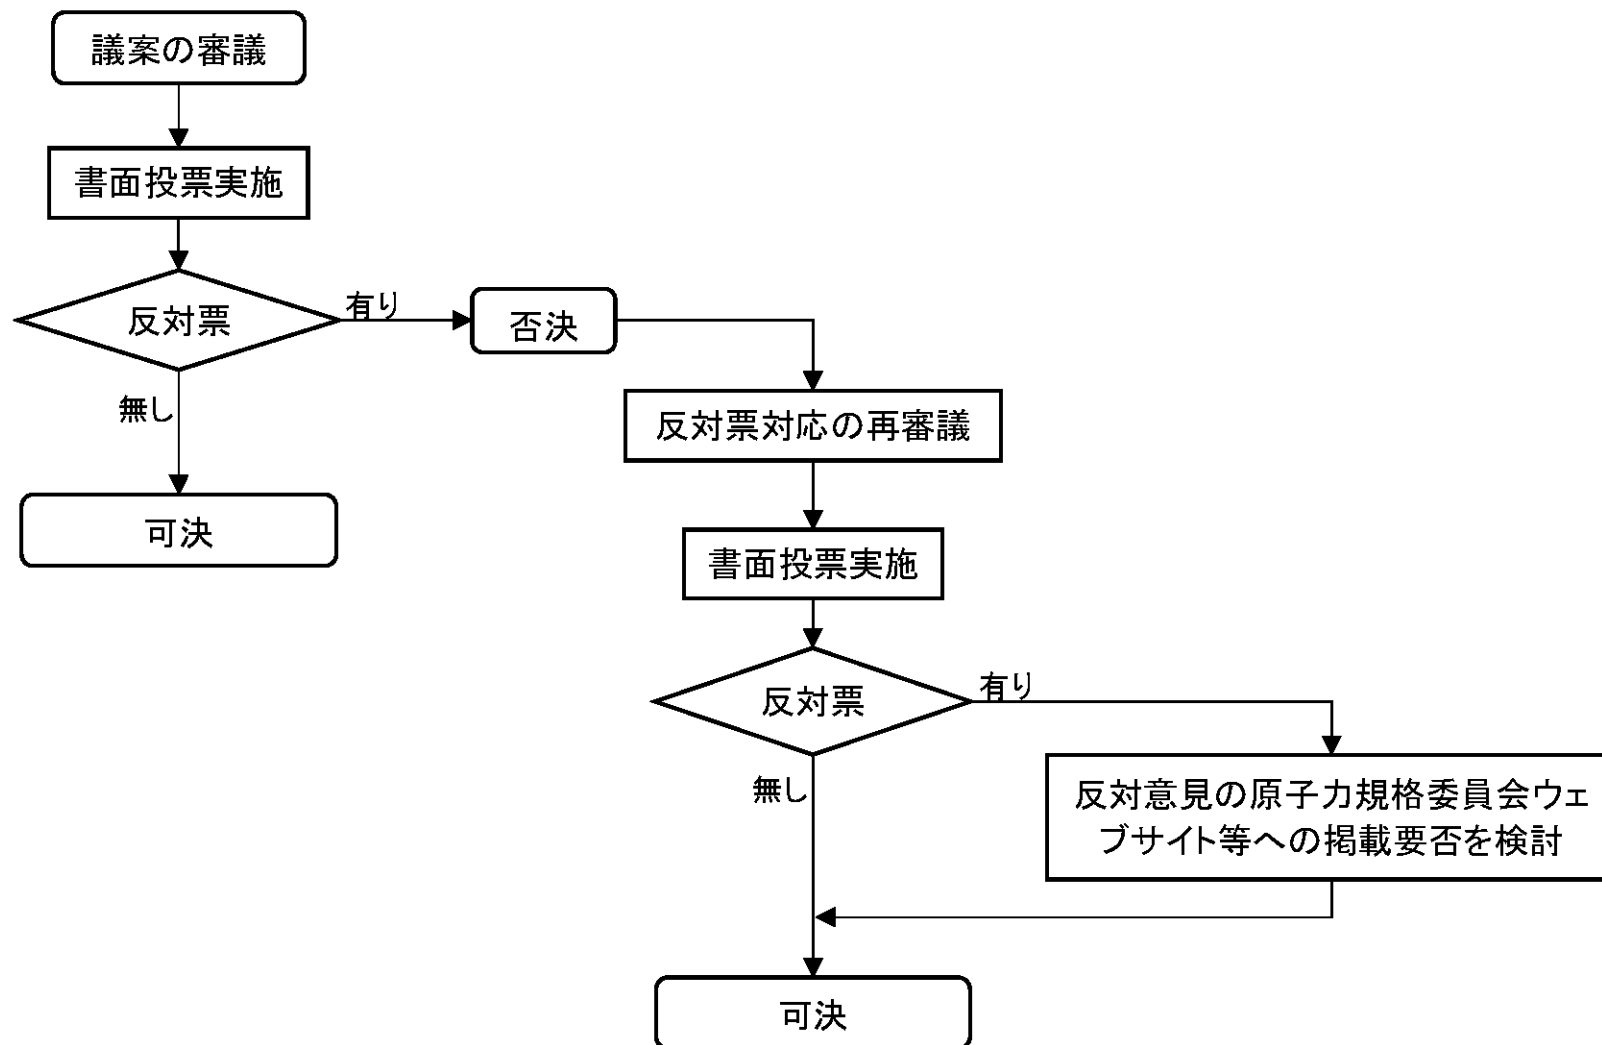 議案の審議
書面投票実施
反対票
有り
否決
無し
反対票対応の再審議
可決
書面投票実施
反対票
有り
無し
反対意見の原子力規格委員会ウェ
ブサイト等への掲載要否を検討
可決